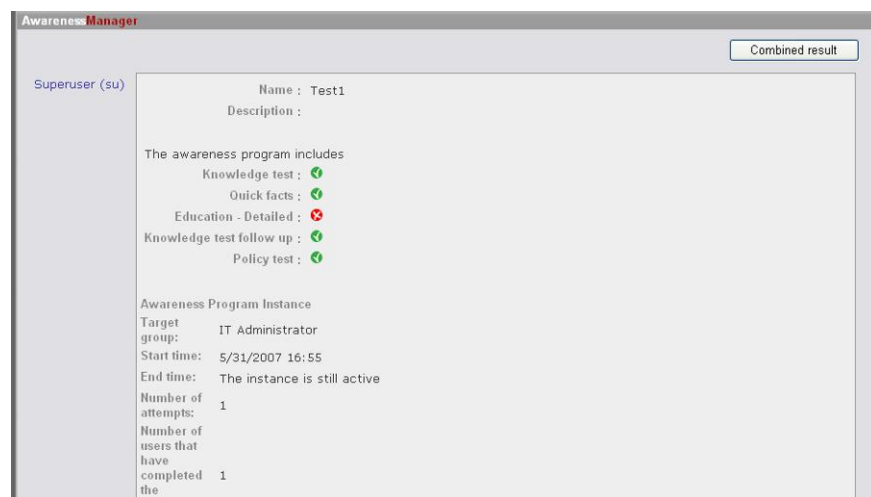 AwarenessManager
Combined result
Superuser (su)
Name : Test1
Description :
The awareness program includes
Knowledge test :
Quick facts :
Education - Detailed :
Knowledge test follow up :
Policy test :
Awareness Program Instance
Target
group: IT Administrator
Start time: 5/31/2007 16:55
End time: The instance is still active
Number of
attempts: 1
Number of
users that
have
completed 1
the